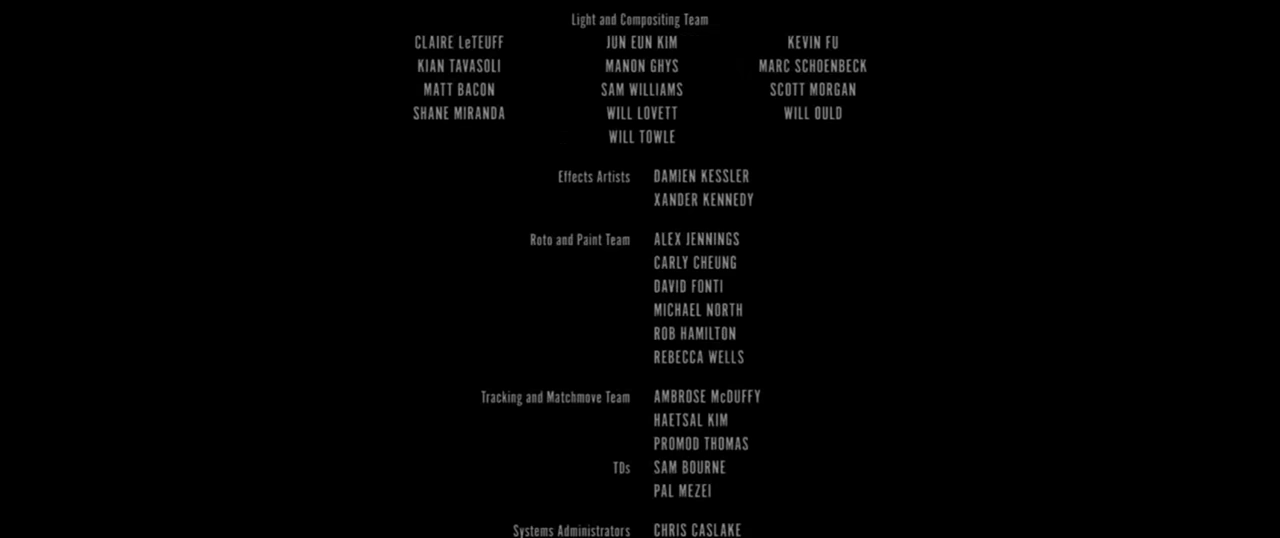 Light and Compositing Team
CLAIRE LeTEUFF JUN EUN KIM KEVIN FU
KIAN TAVASOLI MANON GHYS MARC SCHOENBECK
MATT BACON SAM WILLIAMS SCOTT MORGAN
SHANE MIRANDA WILL LOVETT WILL OULD
WILL TOWLE
Effects Artists DAMIEN KESSLER
XANDER KENNEDY
Roto and Paint Team ALEX JENNINGS
CARLY CHEUNG
DAVID FONTI
MICHAEL NORTH
ROB HAMILTON
REBECCA WELLS
Tracking and Matchmove Team AMBROSE McDUFFY
HAETSAL KIM
PROMOD THOMAS
TDs SAM BOURNE
PAL MEZEI
Systems Administrators CHRIS CASLAKE